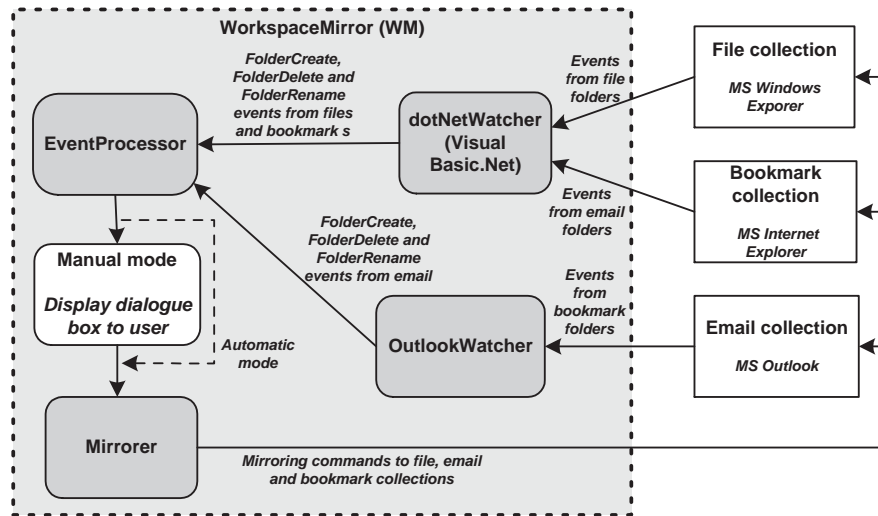 WorkspaceMirror (WM)
FolderCreate,
FolderDelete and
FolderRename
events from files
and bookmark s
EventProcessor
dotNetWatcher
(Visual
Basic.Net)
Events
from file
folders
File collection
MS Windows
Exporer
Bookmark
collection
MS Internet
Explorer
Events
from email
folders
FolderCreate,
FolderDelete and
FolderRename
events from email
Manual mode
Display dialogue
box to user
Automatic
mode
Events
from
bookmark
folders
OutlookWatcher
Email collection
MS Outlook
Mirrorer
Mirroring commands to file, email
and bookmark collections